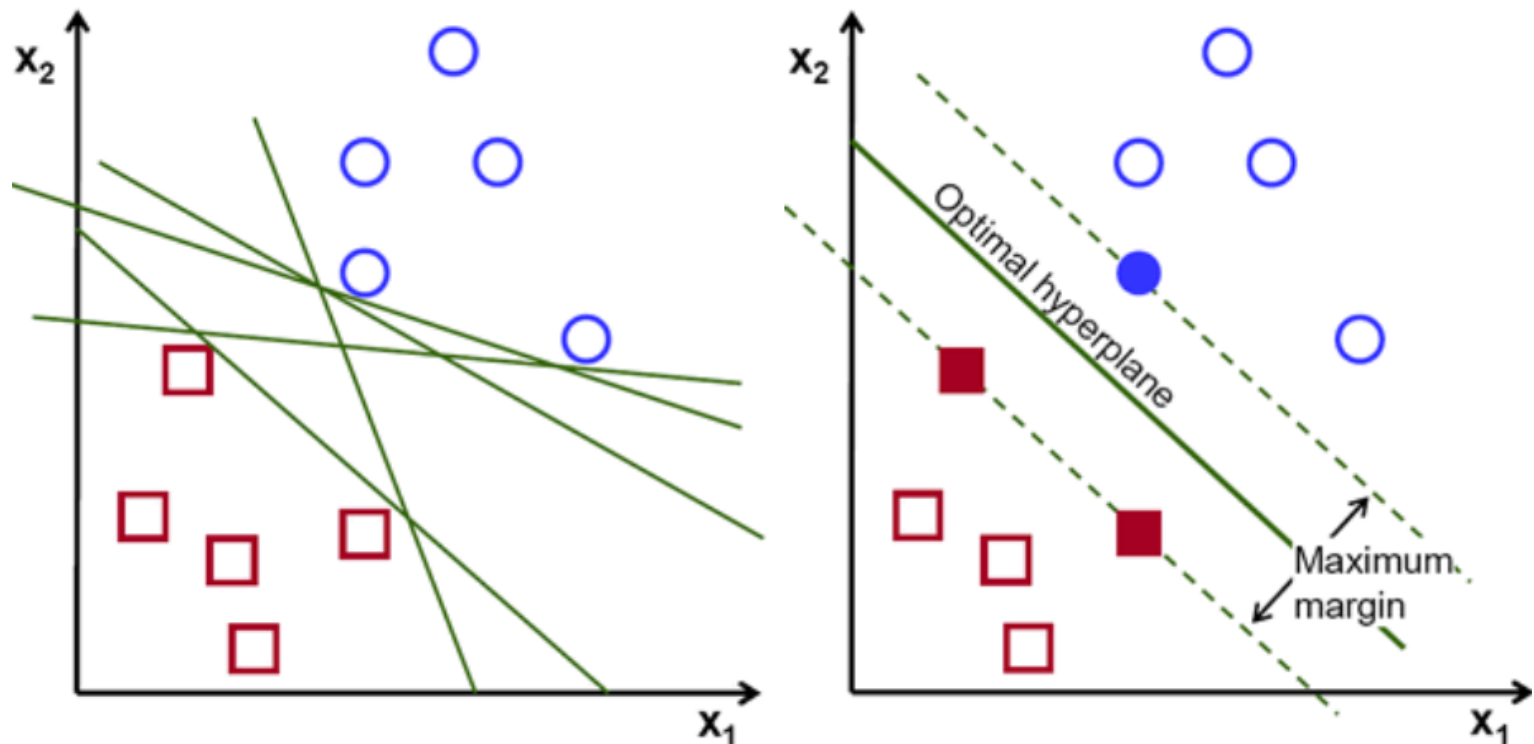 x₂
x₁
x₂
Optimal hyperplane
Maximum
margin
x₁